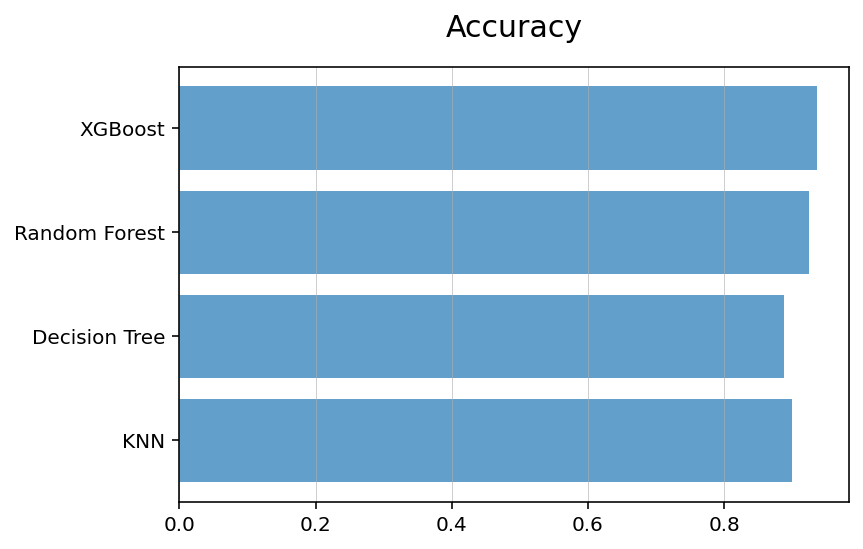 Accuracy
XGBoost
Random Forest
Decision Tree
KNN
0.0 0.2 0.4 0.6 0.8